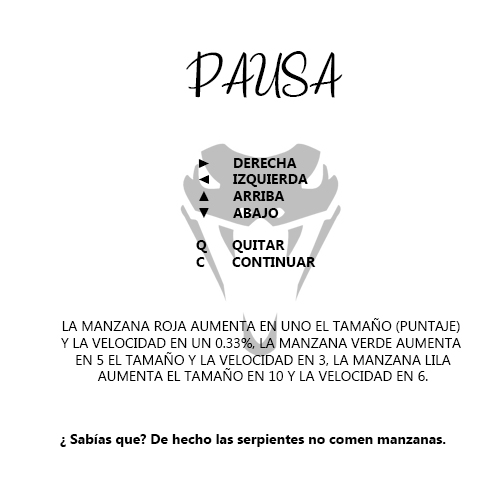 PAUSA
► DERECHA
◄ IZQUIERDA
▲ ARRIBA
▼ ABAJO
Q QUITAR
C CONTINUAR
LA MANZANA ROJA AUMENTA EN UNO EL TAMAÑO (PUNTAJE)
Y LA VELOCIDAD EN UN 0.33%, LA MANZANA VERDE AUMENTA
EN 5 EL TAMAÑO Y LA VELOCIDAD EN 3, LA MANZANA LILA
AUMENTA EL TAMAÑO EN 10 Y LA VELOCIDAD EN 6.
¿ Sabías que? De hecho las serpientes no comen manzanas.